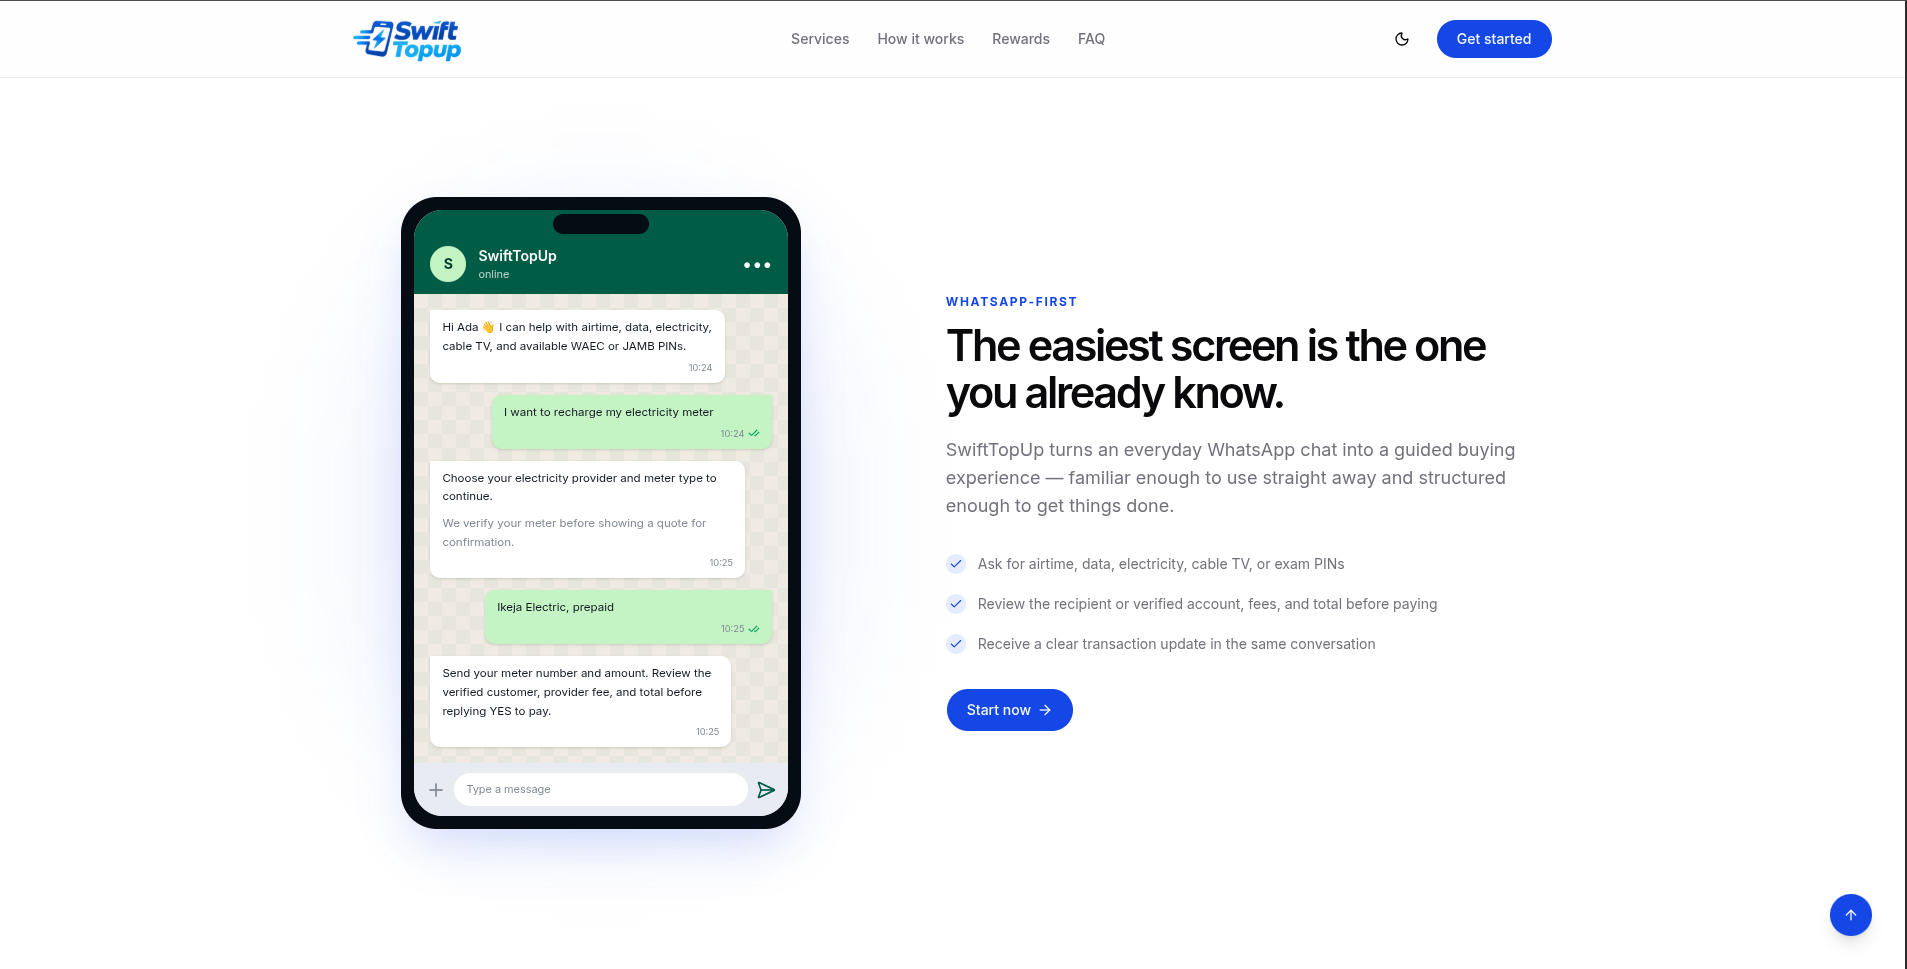 Swift
Topup
Services
How it works
Rewards
FAQ
Get started
S
SwiftTopUp
online
Hi Ada 👋 I can help with airtime, data, electricity,
cable TV, and available WAEC or JAMB PINs.
10:24
I want to recharge my electricity meter
10:24
Choose your electricity provider and meter type to
continue.
We verify your meter before showing a quote for
confirmation.
10:25
Ikeja Electric, prepaid
10:25
Send your meter number and amount. Review the
verified customer, provider fee, and total before
replying YES to pay.
10:25
Type a message
WHATSAPP-FIRST
The easiest screen is the one
you already know.
SwiftTopUp turns an everyday WhatsApp chat into a guided buying
experience — familiar enough to use straight away and structured
enough to get things done.
Ask for airtime, data, electricity, cable TV, or exam PINs
Review the recipient or verified account, fees, and total before paying
Receive a clear transaction update in the same conversation
Start now